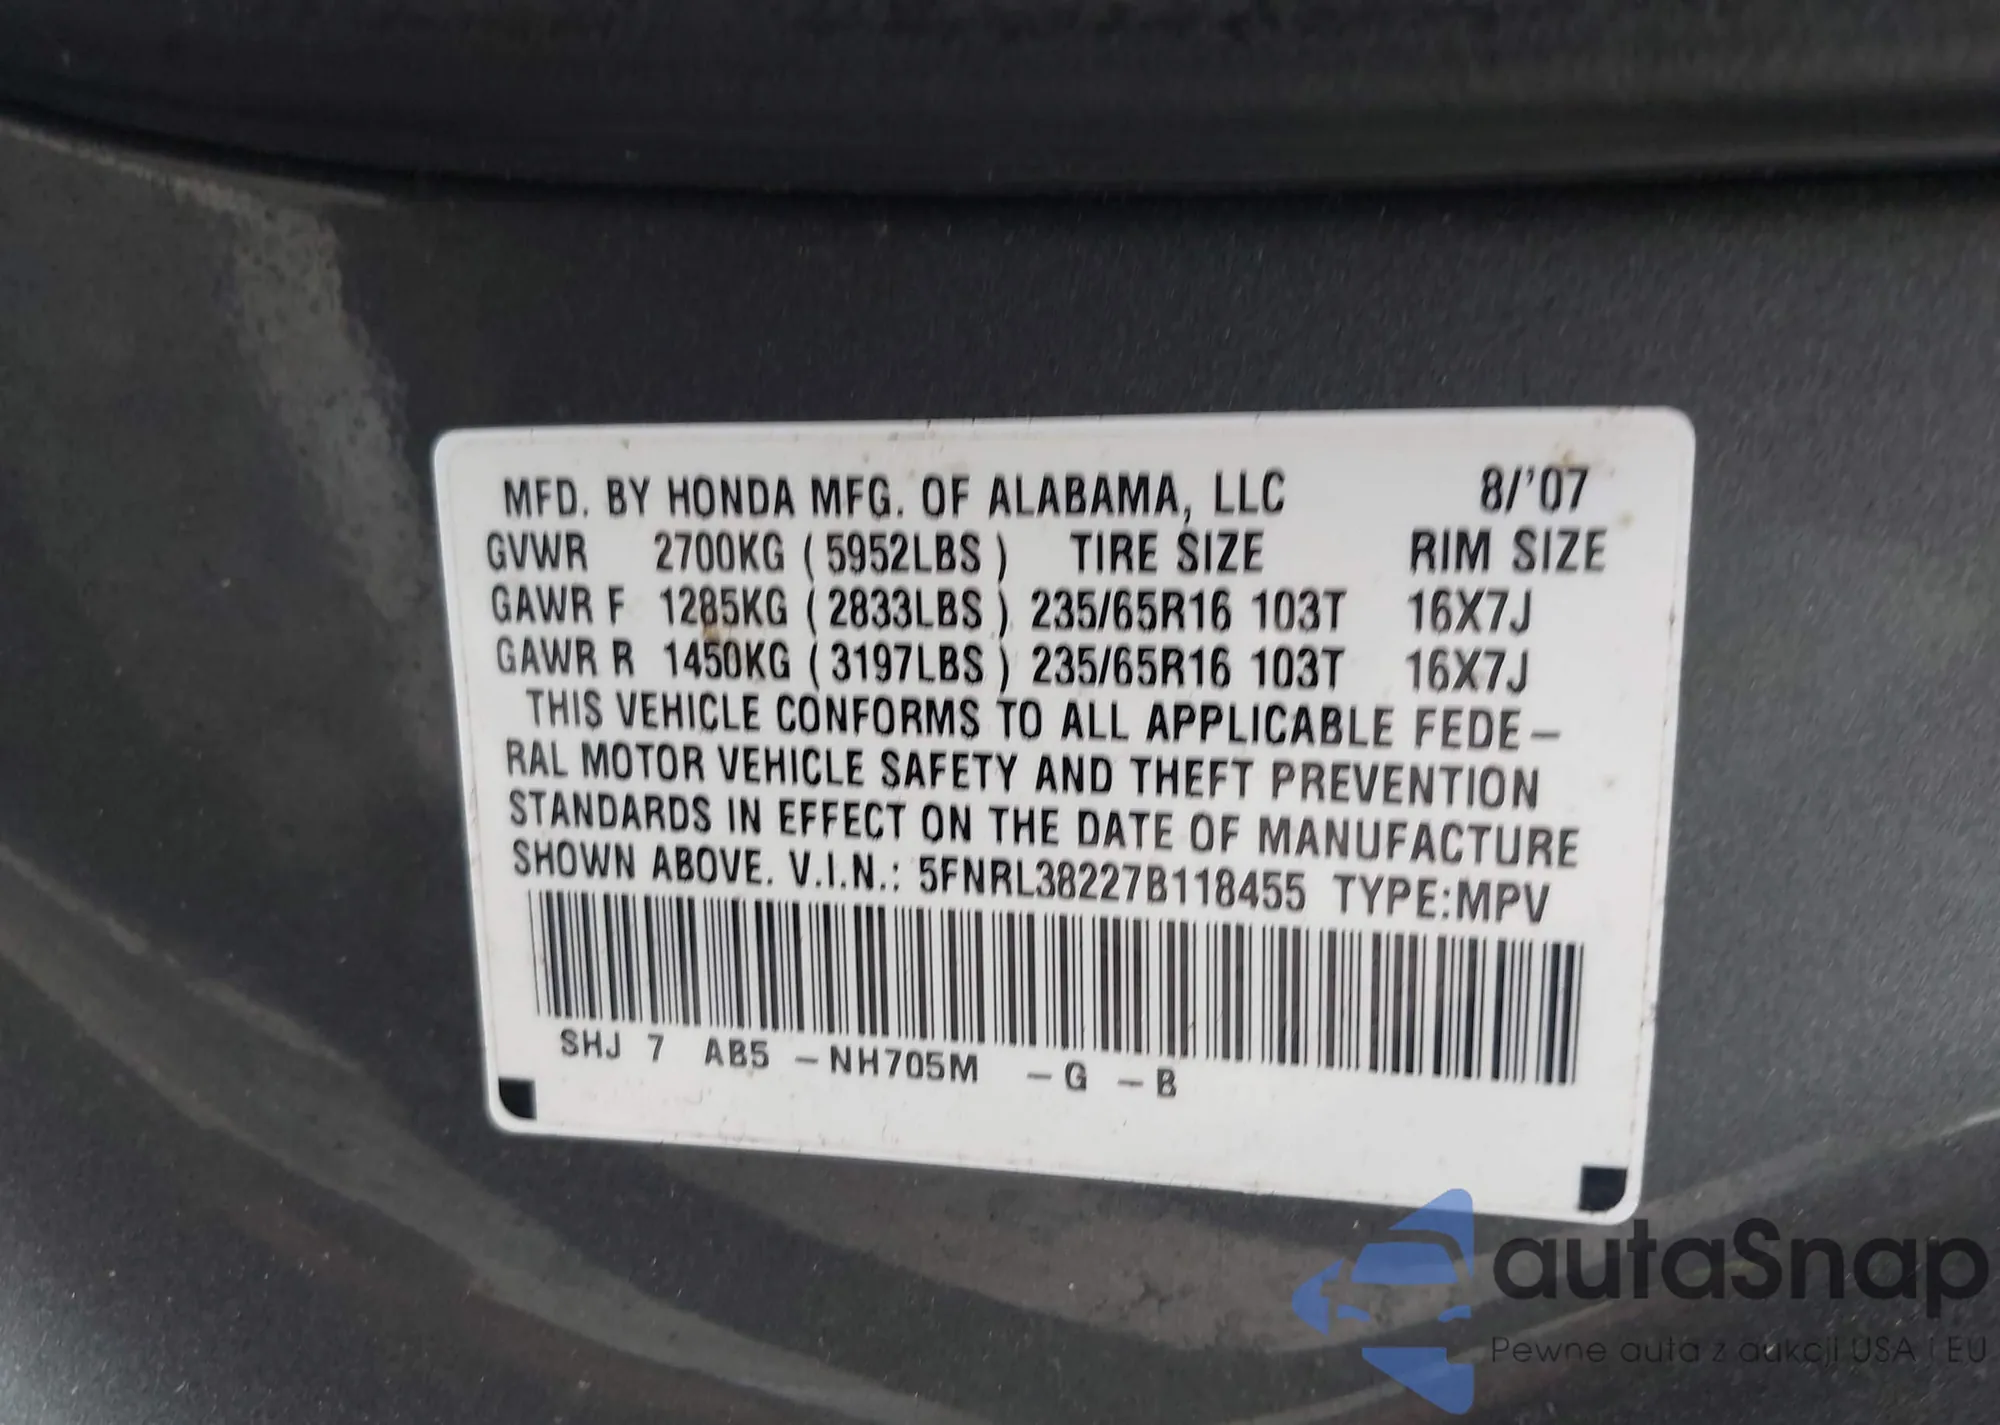 MFD. BY HONDA MFG. OF ALABAMA, LLC 8/'07
GVWR 2700KG (5952LBS) TIRE SIZE RIM SIZE
GAWR F 1285KG (2833LBS) 235/65R16 103T 16X7J
GAWR R 1450KG (3197LBS) 235/65R16 103T 16X7J
THIS VEHICLE CONFORMS TO ALL APPLICABLE FEDE-
RAL MOTOR VEHICLE SAFETY AND THEFT PREVENTION
STANDARDS IN EFFECT ON THE DATE OF MANUFACTURE
SHOWN ABOVE. V.I.N.: 5FNRL38227B118455 TYPE:MPV
SHJ 7 AB5 -NH705M -G -B
autaSnap
Pewne auta z aukcji USA i EU